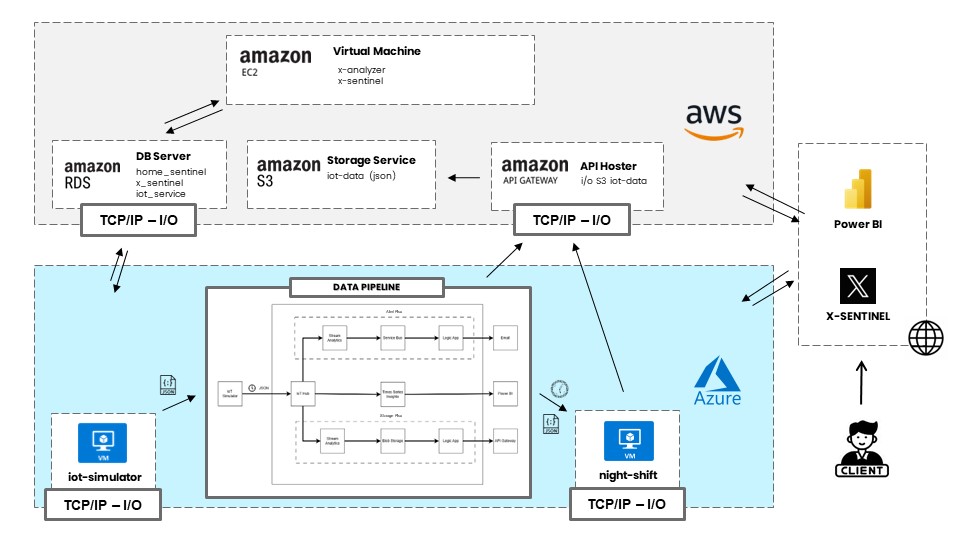 amazon
EC2
Virtual Machine
x-analyzer
x-sentinel
aws
amazon
RDS
DB Server
home_sentinel
x_sentinel
iot_service
TCP/IP – I/O
amazon
S3
Storage Service
iot-data (json)
amazon
API GATEWAY
API Hoster
i/o S3 iot-data
TCP/IP – I/O
Power BI
X-SENTINEL
DATA PIPELINE
Alert Flux
Stream
Analytics
Service Bus
Logic App
Email
IoT
Simulator
JSON
IoT Hub
Times Series
Insights
Power BI
Storage Flux
Stream
Analytics
Blob Storage
Logic App
API Gateway
{:}
JSON
{:}
JSON
Azure
VM
iot-simulator
TCP/IP – I/O
VM
night-shift
TCP/IP – I/O
CLIENT